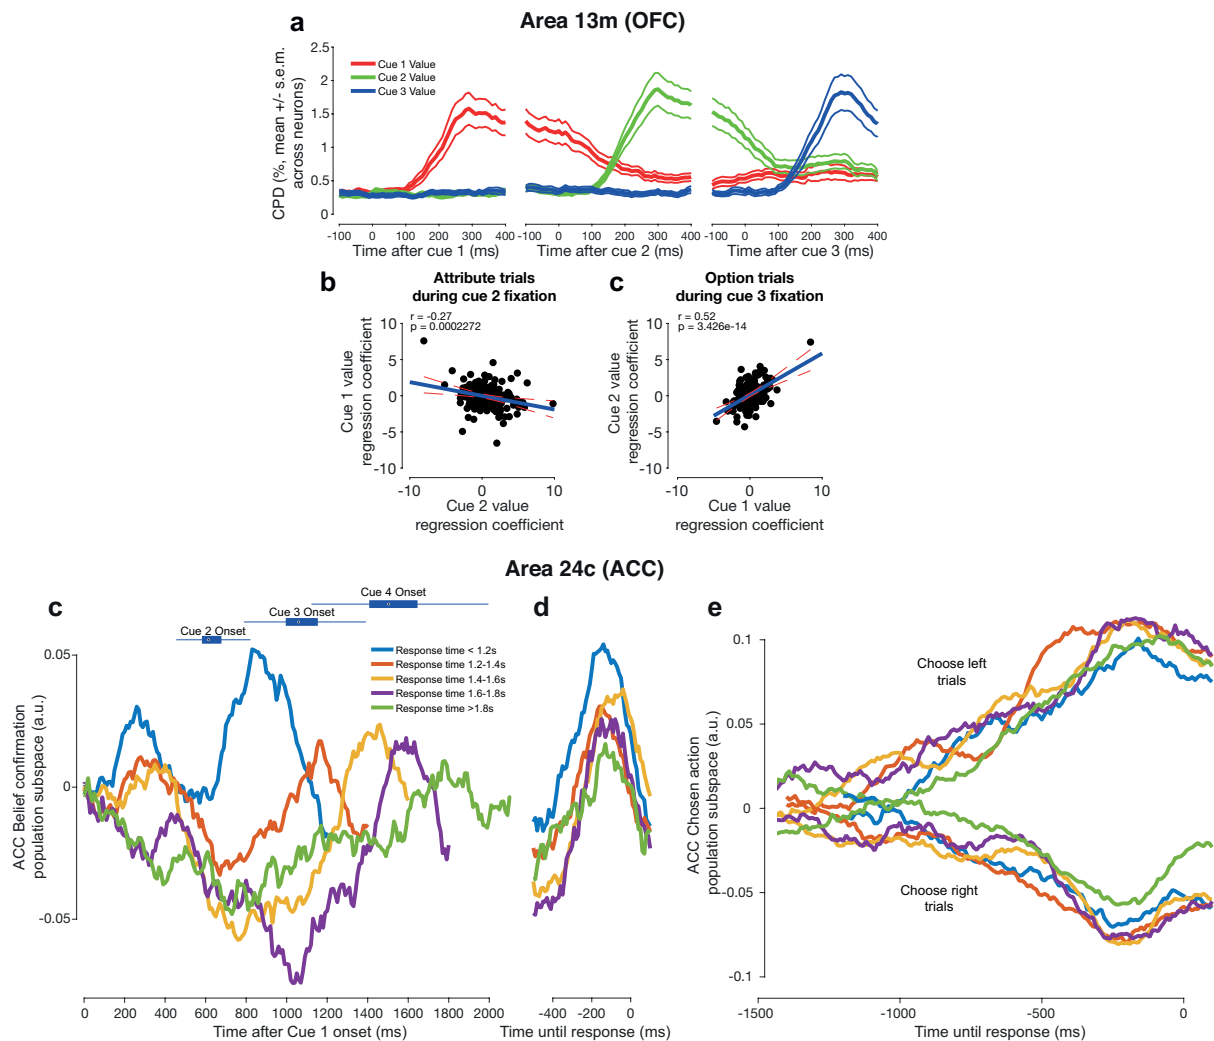 Area 13m (OFC)
a
CPD (%, mean +/- s.e.m.
across neurons)
2.5
2
1.5
1
0.5
0
Cue 1 Value
Cue 2 Value
Cue 3 Value
-100 0 100 200 300 400
Time after cue 1 (ms)
-100 0 100 200 300 400
Time after cue 2 (ms)
-100 0 100 200 300 400
Time after cue 3 (ms)
b
Attribute trials
during cue 2 fixation
r = -0.27
p = 0.0002272
Cue 1 value
regression coefficient
10
5
0
-5
-10
-10 0 10
Cue 2 value
regression coefficient
c
Option trials
during cue 3 fixation
r = 0.52
p = 3.426e-14
Cue 2 value
regression coefficient
10
5
0
-5
-10
-10 0 10
Cue 1 value
regression coefficient
Area 24c (ACC)
c
Cue 4 Onset
Cue 3 Onset
Cue 2 Onset
Response time < 1.2s
Response time 1.2-1.4s
Response time 1.4-1.6s
Response time 1.6-1.8s
Response time >1.8s
ACC Belief confirmation
population subspace (a.u.)
0.05
0
-0.05
0 200 400 600 800 1000 1200 1400 1600 1800 2000
Time after Cue 1 onset (ms)
d
-400 -200 0
Time until response (ms)
e
ACC Chosen action
population subspace (a.u.)
0.1
0.05
0
-0.05
-0.1
Choose left
trials
Choose right
trials
-1500 -1000 -500 0
Time until response (ms)